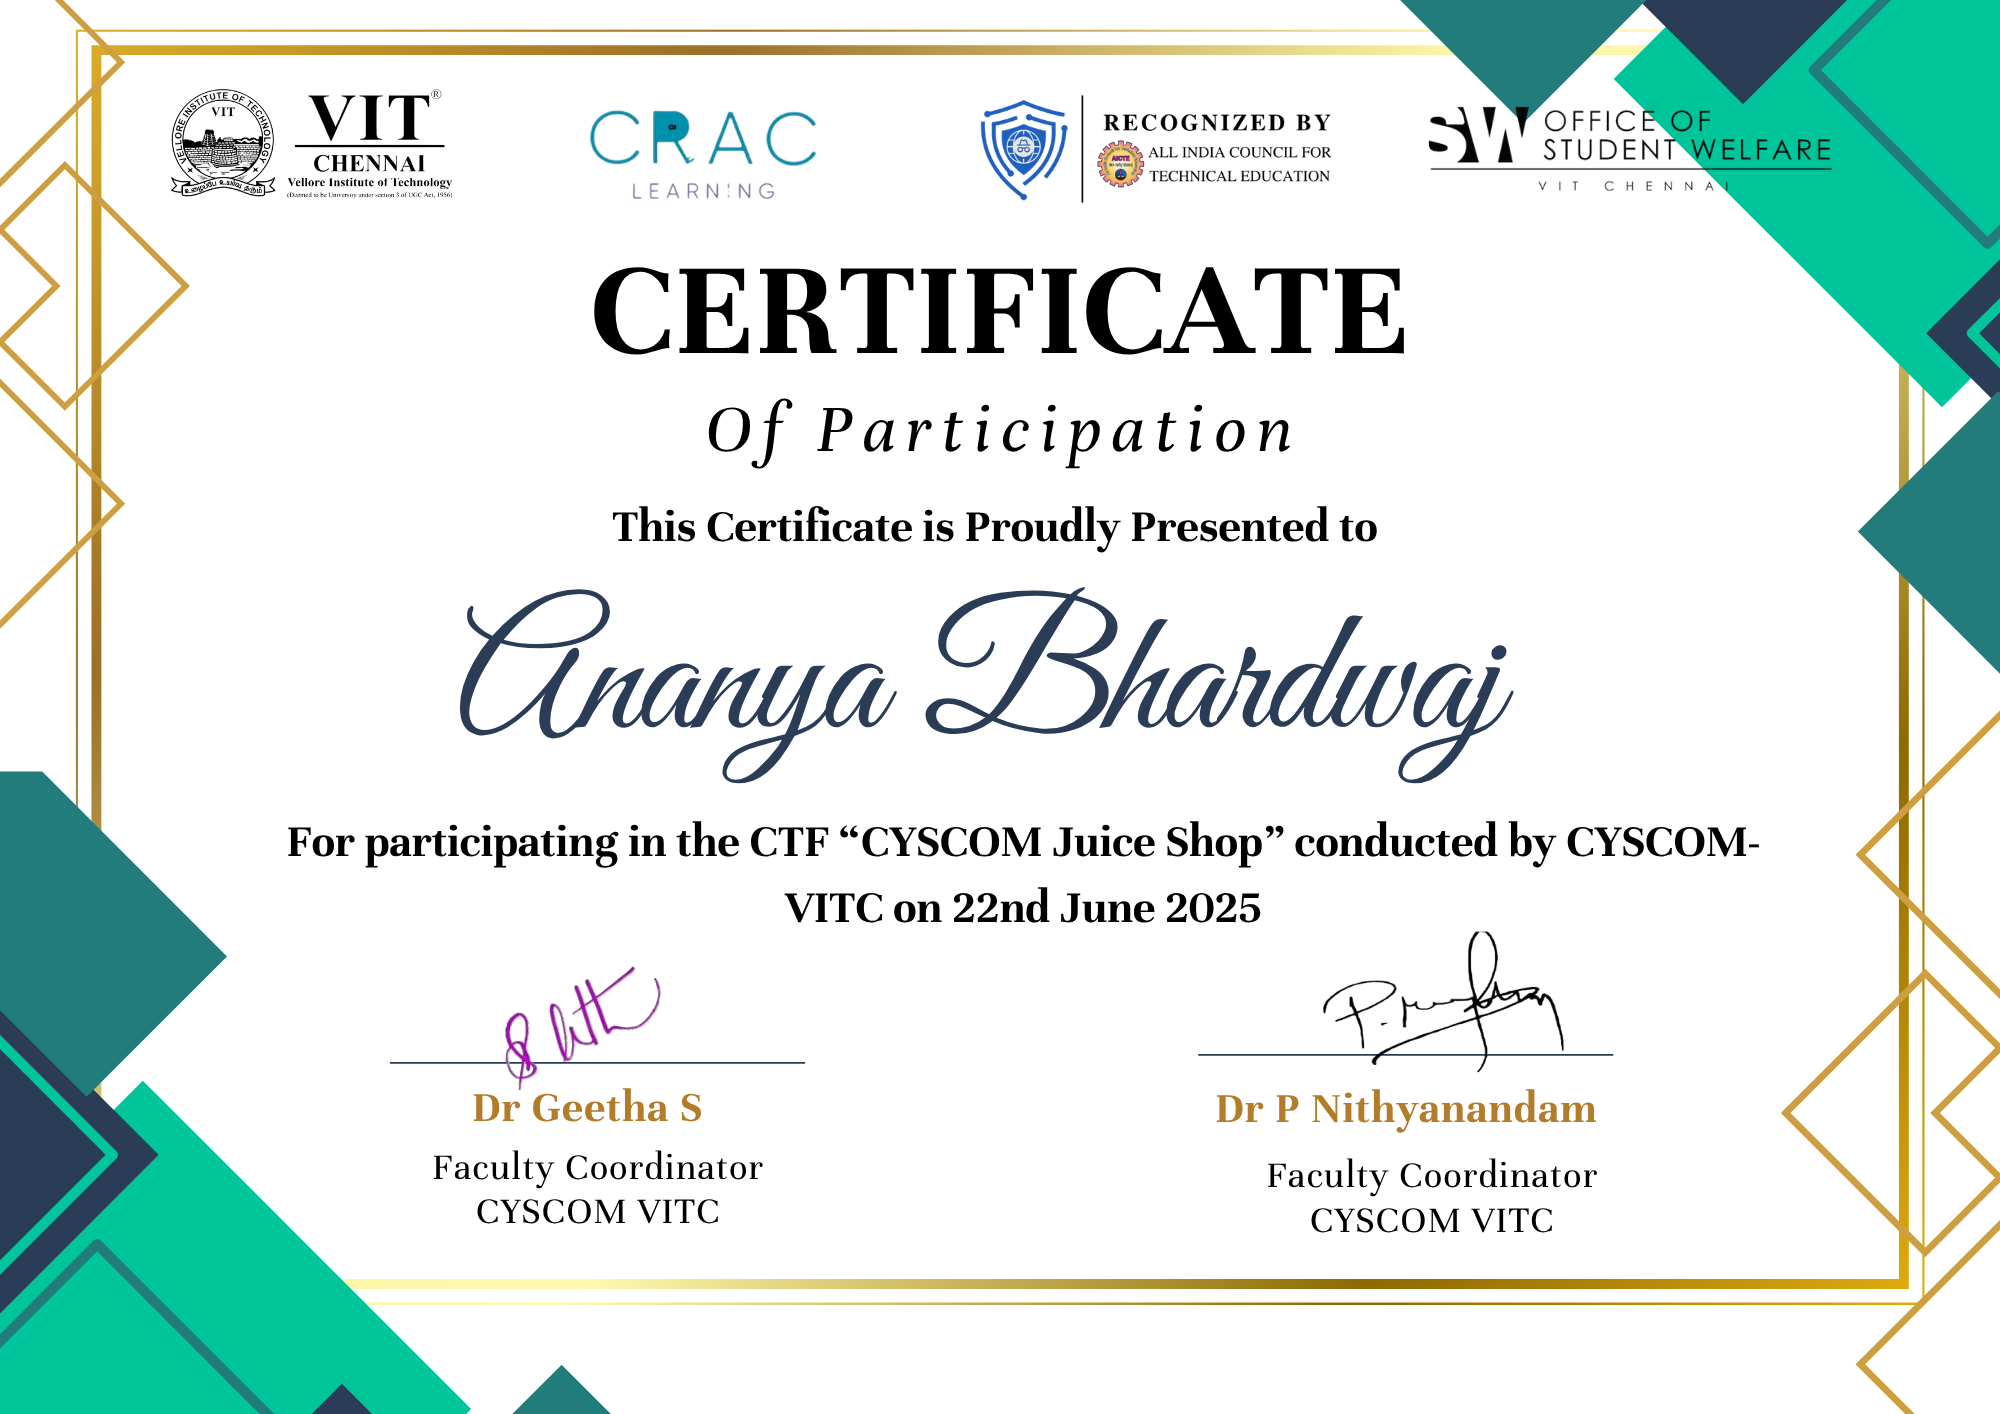 VELLORE INSTITUTE OF TECHNOLOGY
VIT
VIT®
CHENNAI
Vellore Institute of Technology
(Deemed to be University under section 3 of UGC Act, 1956)
CRAC
LEARNING
RECOGNIZED BY
AICTE
ALL INDIA COUNCIL FOR
TECHNICAL EDUCATION
SW OFFICE OF
STUDENT WELFARE
VIT CHENNAI
CERTIFICATE
Of Participation
This Certificate is Proudly Presented to
Ananya Bhardwaj
For participating in the CTF “CYSCOM Juice Shop” conducted by CYSCOM-
VITC on 22nd June 2025
Dr Geetha S
Faculty Coordinator
CYSCOM VITC
Dr P Nithyanandam
Faculty Coordinator
CYSCOM VITC